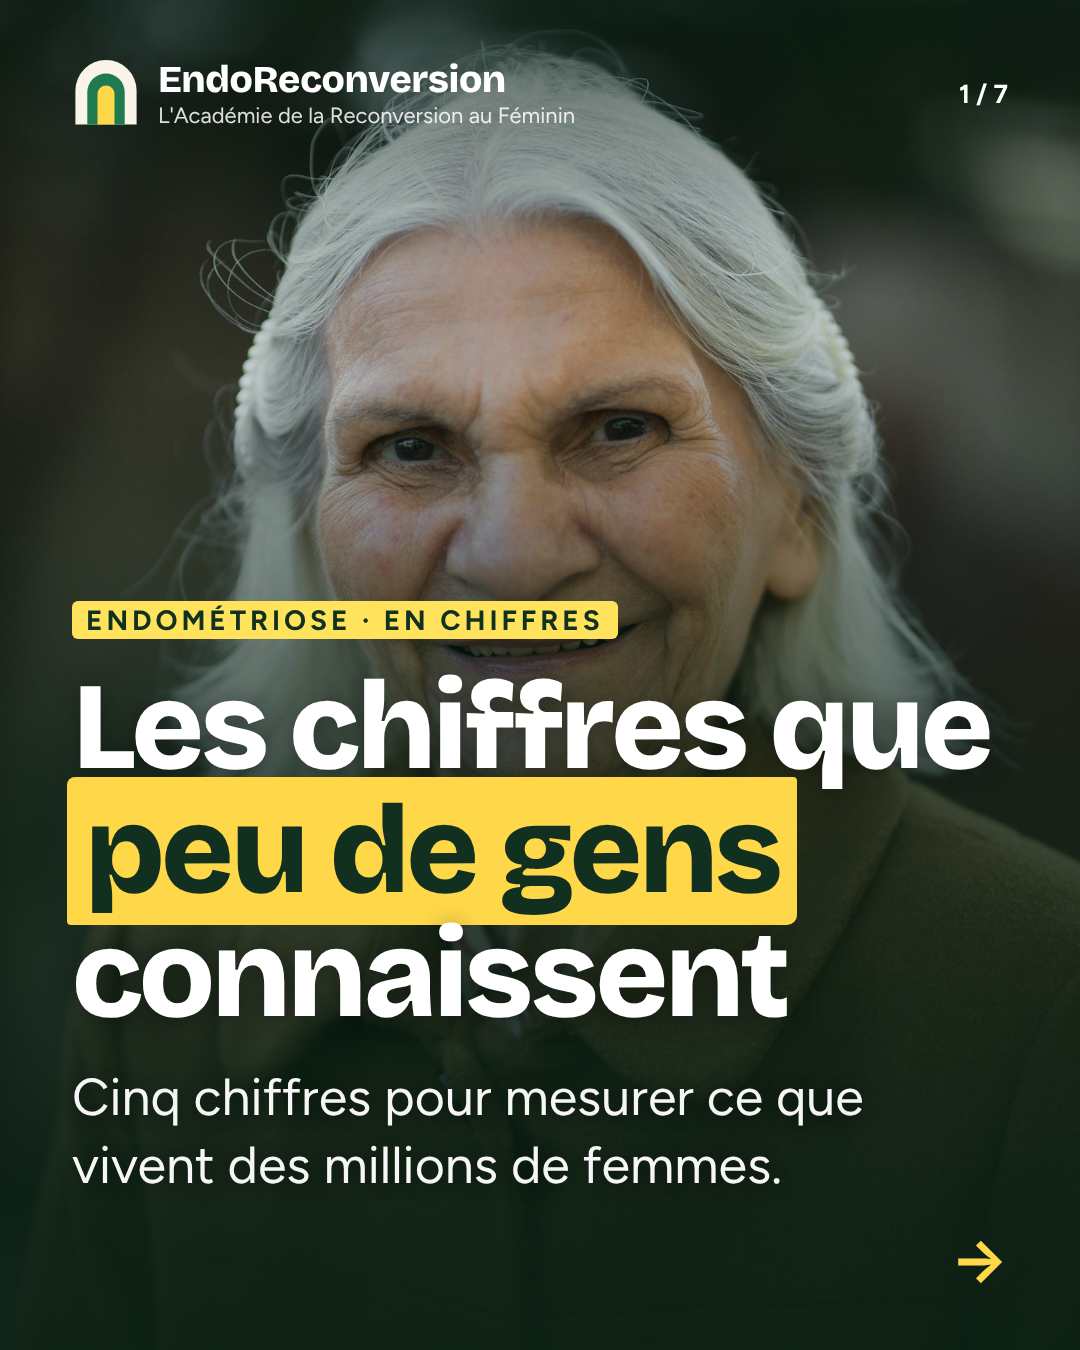 EndoReconversion
L'Académie de la Reconversion au Féminin
1 / 7
ENDOMÉTRIOSE · EN CHIFFRES
Les chiffres que
peu de gens
connaissent
Cinq chiffres pour mesurer ce que
vivent des millions de femmes.